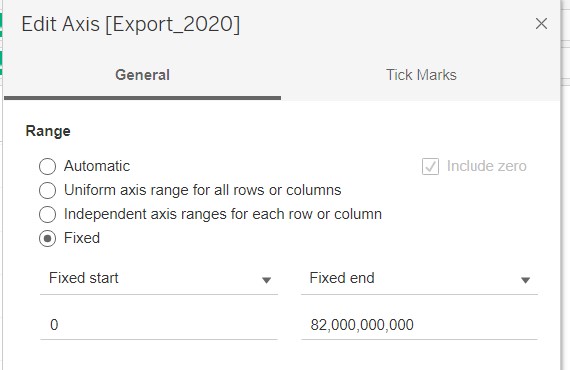 Edit Axis [Export_2020]
General Tick Marks
Range
Automatic Include zero
Uniform axis range for all rows or columns
Independent axis ranges for each row or column
Fixed
Fixed start Fixed end
0 82,000,000,000